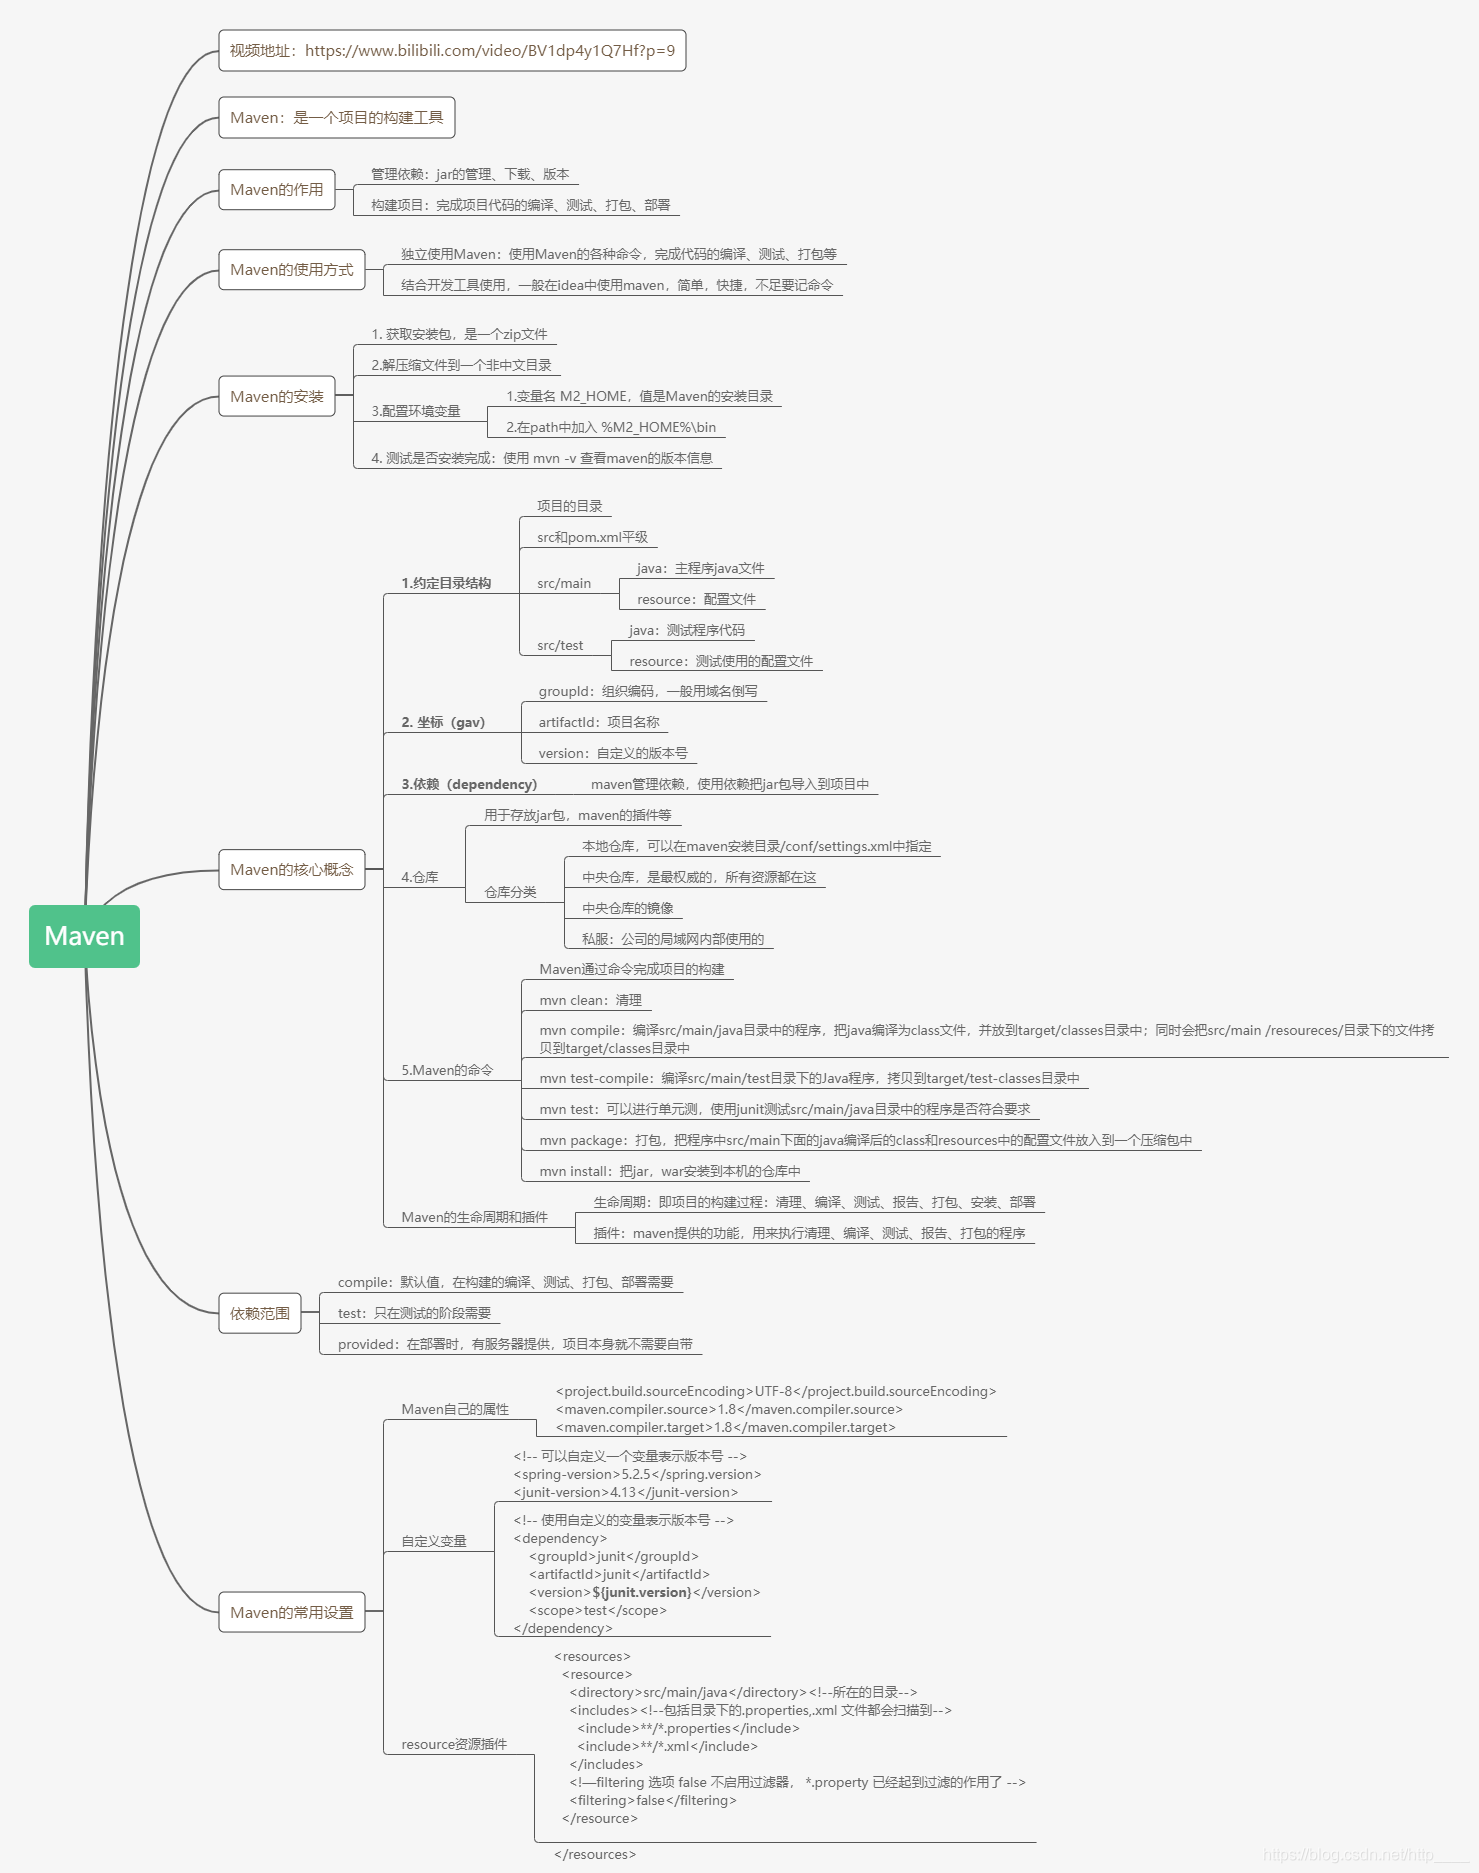 视频地址：https://www.bilibili.com/video/BV1dp4y1Q7Hf?p=9
Maven：是一个项目的构建工具
Maven的作用
管理依赖：jar的管理、下载、版本
构建项目：完成项目代码的编译、测试、打包、部署
Maven的使用方式
独立使用Maven：使用Maven的各种命令，完成代码的编译、测试、打包等
结合开发工具使用，一般在idea中使用maven，简单，快捷，不足要记命令
Maven的安装
1. 获取安装包，是一个zip文件
2.解压缩文件到一个非中文目录
3.配置环境变量
1.变量名 M2_HOME，值是Maven的安装目录
2.在path中加入 %M2_HOME%\bin
4. 测试是否安装完成：使用 mvn -v 查看maven的版本信息
Maven
Maven的核心概念
1.约定目录结构
项目的目录
src和pom.xml平级
src/main
java：主程序java文件
resource：配置文件
src/test
java：测试程序代码
resource：测试使用的配置文件
2. 坐标（gav）
groupId：组织编码，一般用域名倒写
artifactId：项目名称
version：自定义的版本号
3.依赖（dependency）
maven管理依赖，使用依赖把jar包导入到项目中
4.仓库
用于存放jar包，maven的插件等
仓库分类
本地仓库，可以在maven安装目录/conf/settings.xml中指定
中央仓库，是最权威的，所有资源都在这
中央仓库的镜像
私服：公司的局域网内部使用的
5.Maven的命令
Maven通过命令完成项目的构建
mvn clean：清理
mvn compile：编译src/main/java目录中的程序，把java编译为class文件，并放到target/classes目录中；同时会把src/main /resoureces/目录下的文件拷
贝到target/classes目录中
mvn test-compile：编译src/main/test目录下的Java程序，拷贝到target/test-classes目录中
mvn test：可以进行单元测，使用junit测试src/main/java目录中的程序是否符合要求
mvn package：打包，把程序中src/main下面的java编译后的class和resources中的配置文件放入到一个压缩包中
mvn install：把jar，war安装到本机的仓库中
Maven的生命周期和插件
生命周期：即项目的构建过程：清理、编译、测试、报告、打包、安装、部署
插件：maven提供的功能，用来执行清理、编译、测试、报告、打包的程序
依赖范围
compile：默认值，在构建的编译、测试、打包、部署需要
test：只在测试的阶段需要
provided：在部署时，有服务器提供，项目本身就不需要自带
Maven的常用设置
Maven自己的属性
<project.build.sourceEncoding>UTF-8</project.build.sourceEncoding>
<maven.compiler.source>1.8</maven.compiler.source>
<maven.compiler.target>1.8</maven.compiler.target>
自定义变量
<!-- 可以自定义一个变量表示版本号 -->
<spring-version>5.2.5</spring.version>
<junit-version>4.13</junit-version>
<!-- 使用自定义的变量表示版本号 -->
<dependency>
<groupId>junit</groupId>
<artifactId>junit</artifactId>
<version>${junit.version}</version>
<scope>test</scope>
</dependency>
resource资源插件
<resources>
<resource>
<directory>src/main/java</directory><!--所在的目录-->
<includes><!--包括目录下的.properties,.xml 文件都会扫描到-->
<include>**/*.properties</include>
<include>**/*.xml</include>
</includes>
<!—filtering 选项 false 不启用过滤器， *.property 已经起到过滤的作用了 -->
<filtering>false</filtering>
</resource>
</resources>
https://blog.csdn.net/http____